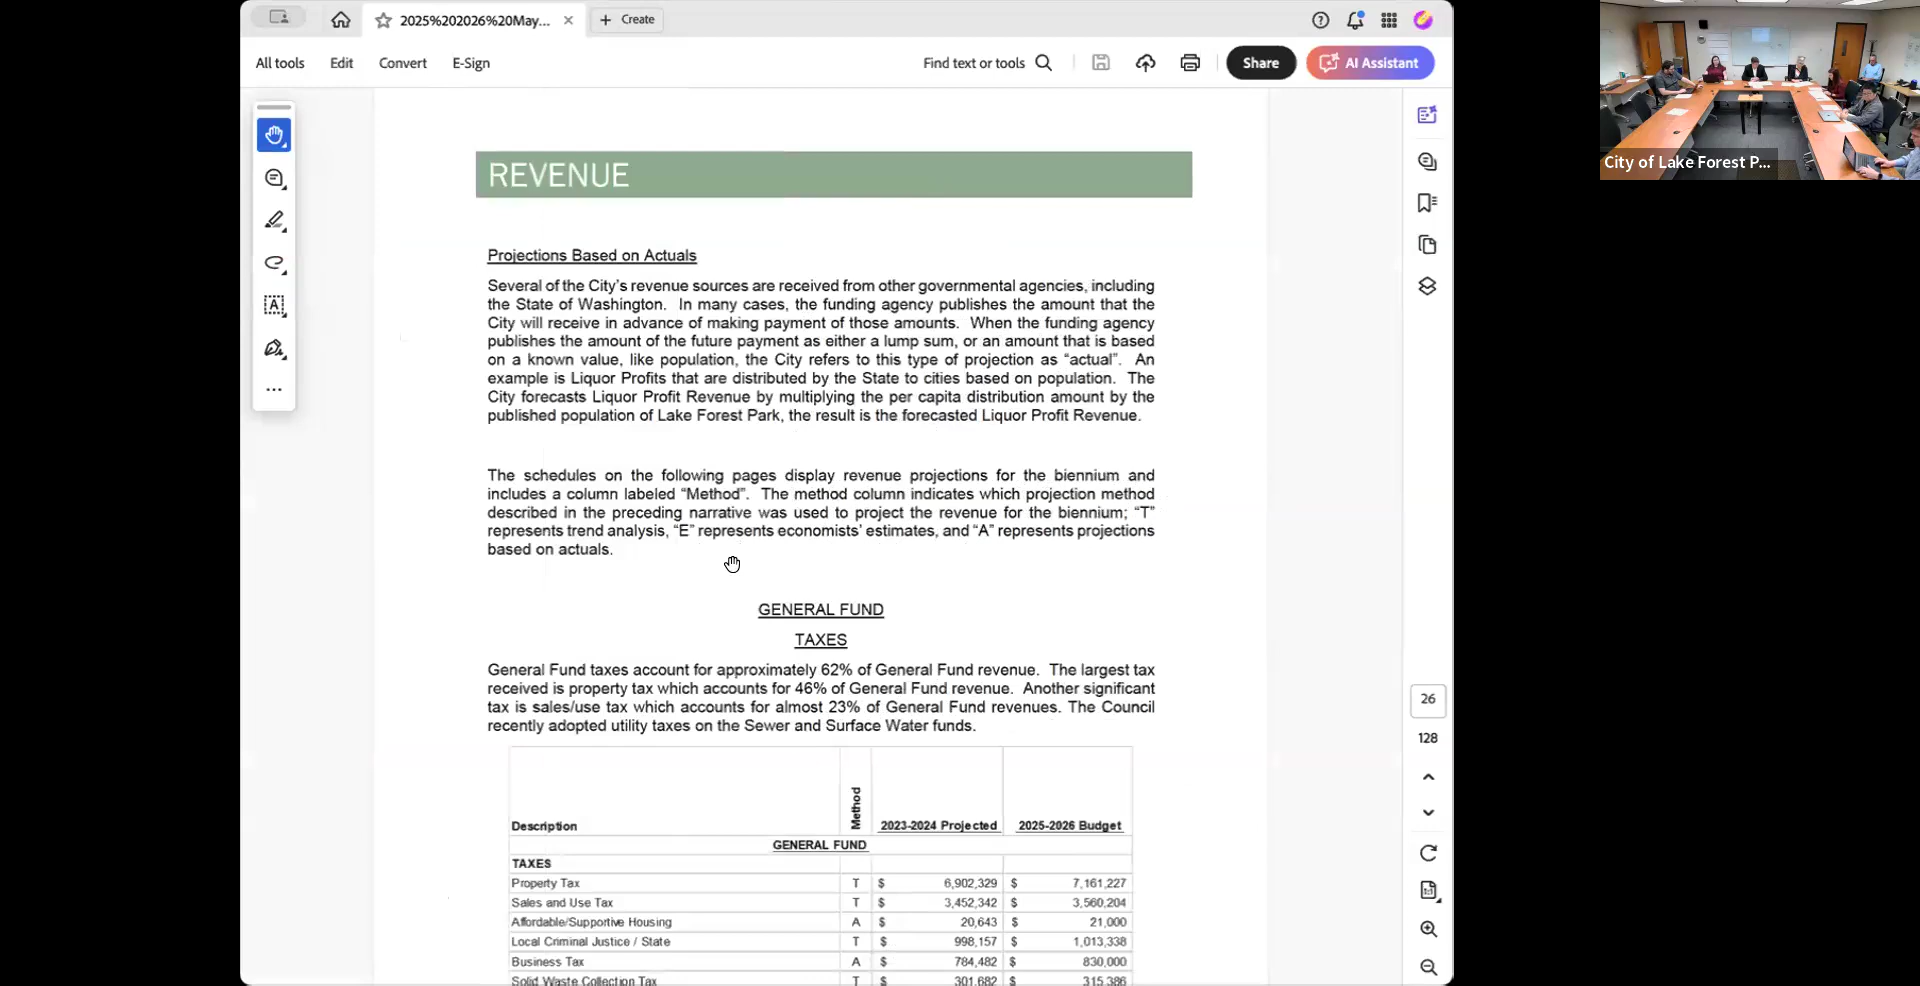 2025%202026%20May...
Create
All tools
Edit
Convert
E-Sign
Find text or tools
Share
AI Assistant
City of Lake Forest P...
REVENUE
Projections Based on Actuals
Several of the City's revenue sources are received from other governmental agencies, including
the State of Washington. In many cases, the funding agency publishes the amount that the
City will receive in advance of making payment of those amounts. When the funding agency
publishes the amount of the future payment as either a lump sum, or an amount that is based
on a known value, like population, the City refers to this type of projection as “actual”. An
example is Liquor Profits that are distributed by the State to cities based on population. The
City forecasts Liquor Profit Revenue by multiplying the per capita distribution amount by the
published population of Lake Forest Park, the result is the forecasted Liquor Profit Revenue.
The schedules on the following pages display revenue projections for the biennium and
includes a column labeled “Method”. The method column indicates which projection method
described in the preceding narrative was used to project the revenue for the biennium; “T”
represents trend analysis, “E” represents economists’ estimates, and “A” represents projections
based on actuals.
GENERAL FUND
TAXES
General Fund taxes account for approximately 62% of General Fund revenue. The largest tax
received is property tax which accounts for 46% of General Fund revenue. Another significant
tax is sales/use tax which accounts for almost 23% of General Fund revenues. The Council
recently adopted utility taxes on the Sewer and Surface Water funds.
Description Method 2023-2024 Projected 2025-2026 Budget
GENERAL FUND
TAXES
Property Tax T $ 6,902,329 $ 7,161,227
Sales and Use Tax T $ 3,452,342 $ 3,560,204
Affordable/Supportive Housing A $ 20,643 $ 21,000
Local Criminal Justice / State T $ 998,157 $ 1,013,338
Business Tax A $ 784,482 $ 830,000
Solid Waste Collection Tax T $ 301,682 $ 315,386
26
128